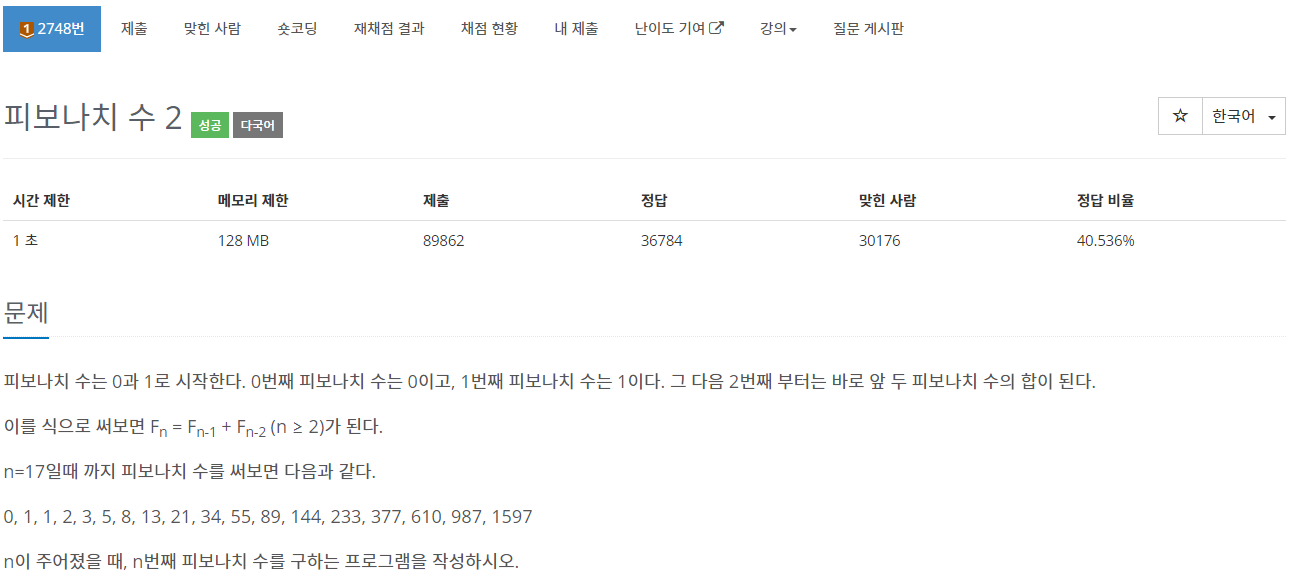 1 2748번 제출 맞힌 사람 숏코딩 재채점 결과 채점 현황 내 제출 난이도 기여 강의 질문 게시판
피보나치 수 2 성공 다국어 ☆ 한국어
시간 제한 메모리 제한 제출 정답 맞힌 사람 정답 비율
1 초 128 MB 89862 36784 30176 40.536%
문제
피보나치 수는 0과 1로 시작한다. 0번째 피보나치 수는 0이고, 1번째 피보나치 수는 1이다. 그 다음 2번째 부터는 바로 앞 두 피보나치 수의 합이 된다.
이를 식으로 써보면 Fn = Fn-1 + Fn-2 (n ≥ 2)가 된다.
n=17일때 까지 피보나치 수를 써보면 다음과 같다.
0, 1, 1, 2, 3, 5, 8, 13, 21, 34, 55, 89, 144, 233, 377, 610, 987, 1597
n이 주어졌을 때, n번째 피보나치 수를 구하는 프로그램을 작성하시오.